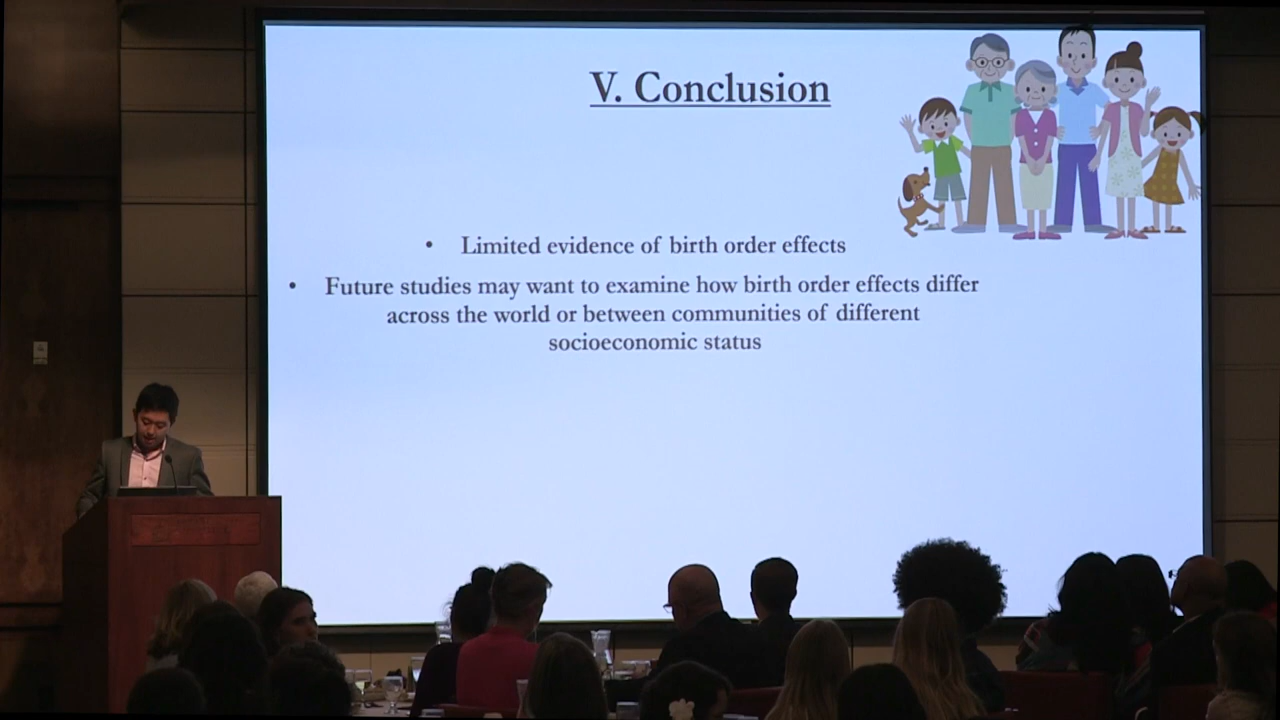 V. Conclusion
• Limited evidence of birth order effects
• Future studies may want to examine how birth order effects differ
across the world or between communities of different
socioeconomic status